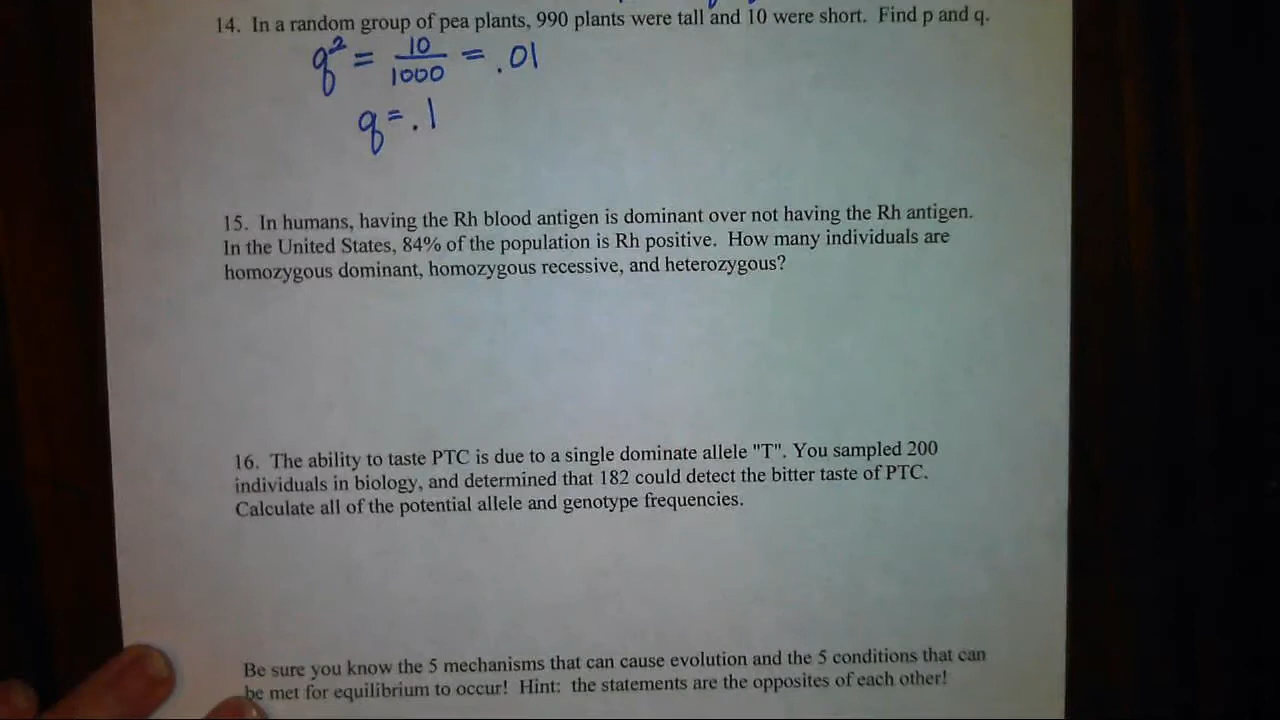 14. In a random group of pea plants, 990 plants were tall and 10 were short. Find p and q.
q² = 10/1000 = .01
q = .1
15. In humans, having the Rh blood antigen is dominant over not having the Rh antigen.
In the United States, 84% of the population is Rh positive. How many individuals are
homozygous dominant, homozygous recessive, and heterozygous?
16. The ability to taste PTC is due to a single dominate allele "T". You sampled 200
individuals in biology, and determined that 182 could detect the bitter taste of PTC.
Calculate all of the potential allele and genotype frequencies.
Be sure you know the 5 mechanisms that can cause evolution and the 5 conditions that can
be met for equilibrium to occur! Hint: the statements are the opposites of each other!